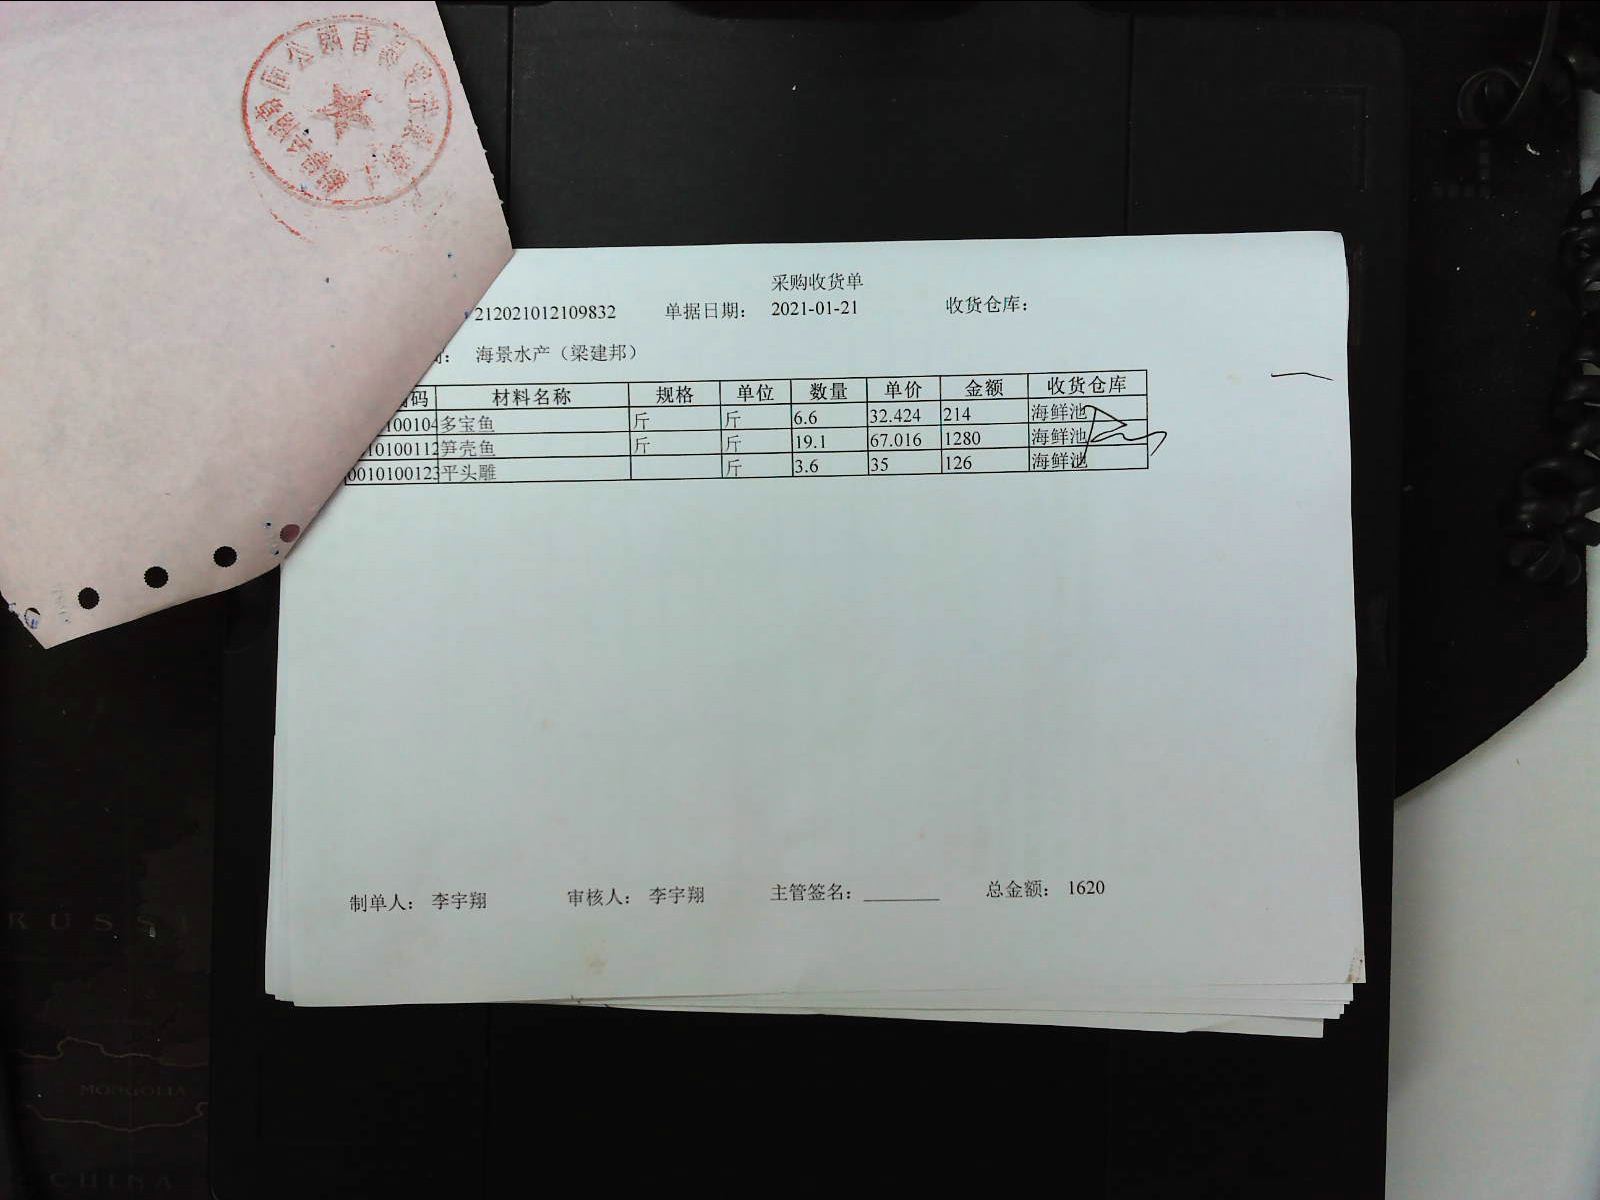 采购收货单
212021012109832 单据日期: 2021-01-21 收货仓库:
海景水产（梁建邦）
码 材料名称 规格 单位 数量 单价 金额 收货仓库
100104 多宝鱼 斤 斤 6.6 32.424 214 海鲜池
10100112 笋壳鱼 斤 斤 19.1 67.016 1280 海鲜池
0010100123 平头雕 斤 3.6 35 126 海鲜池
制单人: 李宇翔 审核人: 李宇翔 主管签名: 总金额: 1620
RUSSI
MONGOLIA
CHINA